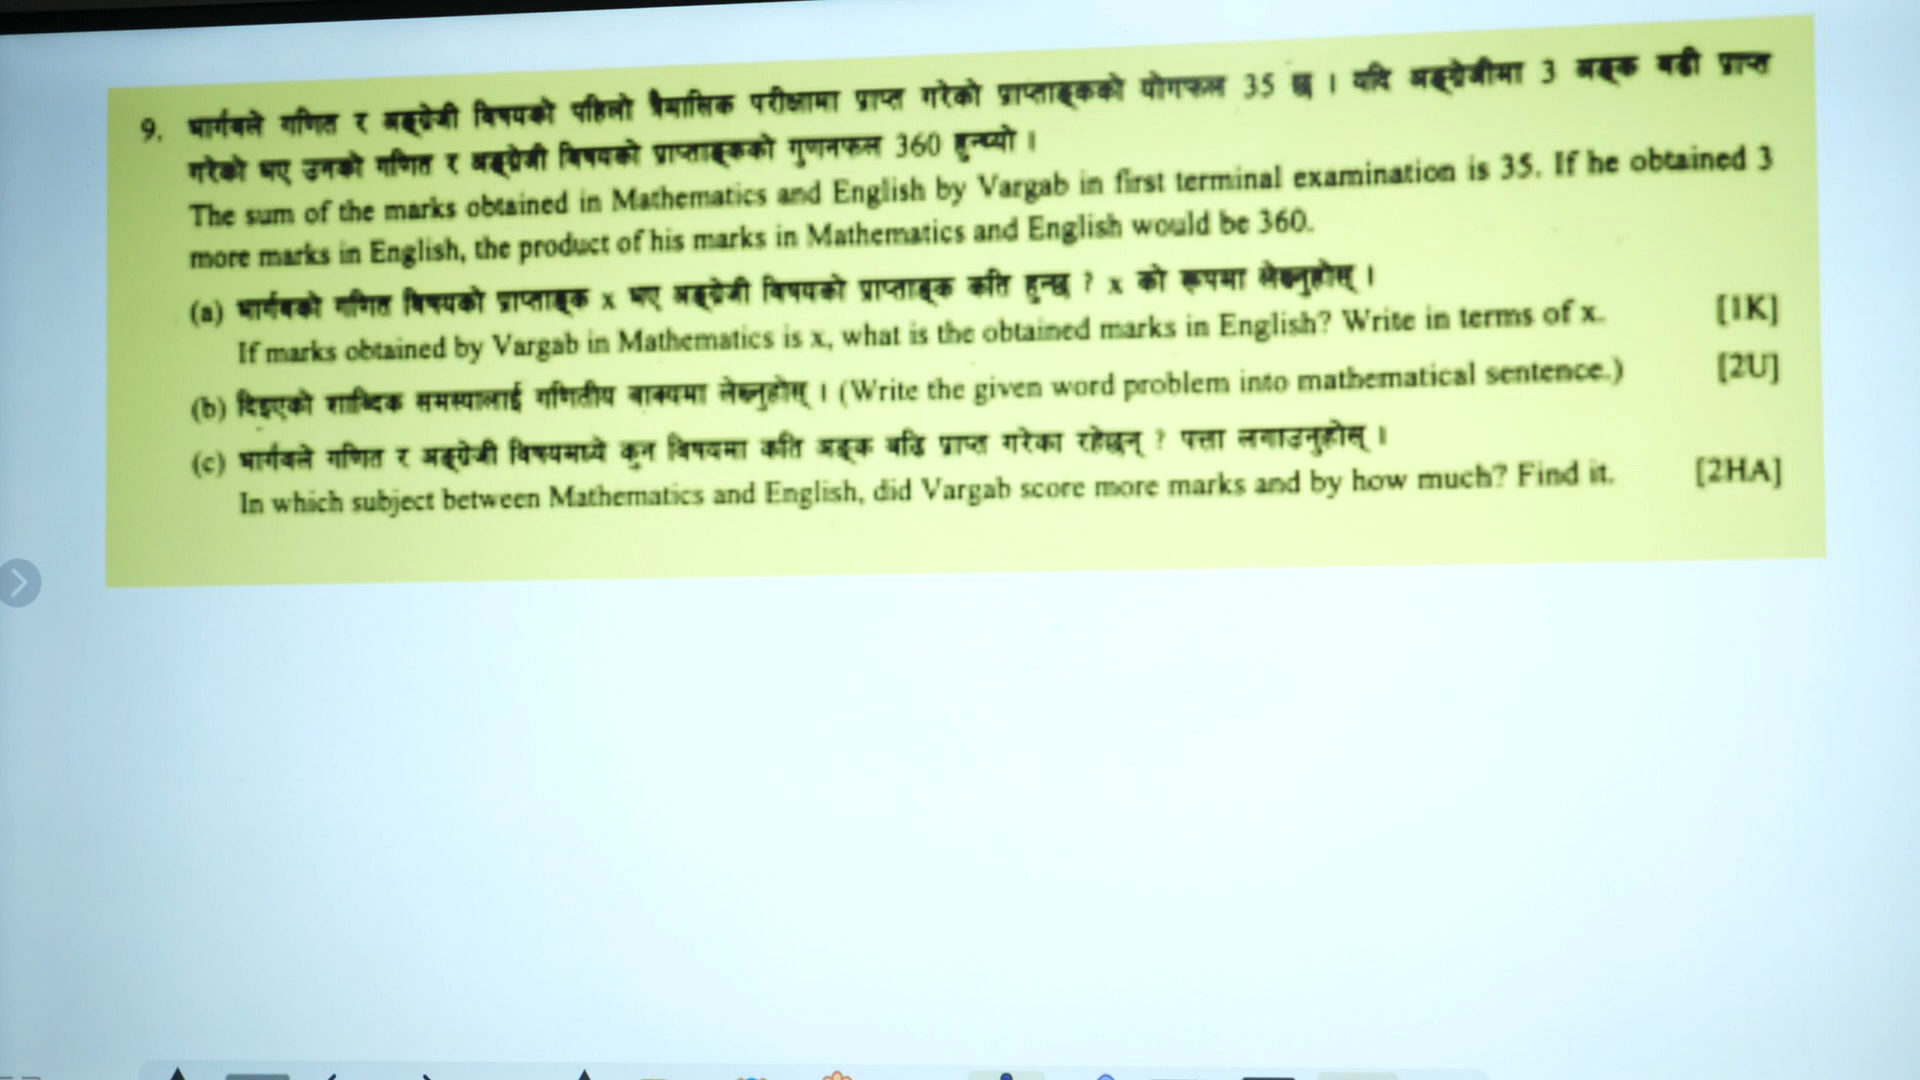 9. भार्गवले गणित र अङ्ग्रेजी विषयको पहिलो त्रैमासिक परीक्षामा प्राप्त गरेको प्राप्ताङ्कको योगफल 35 छ । यदि अङ्ग्रेजीमा 3 अङ्क बढी प्राप्त
गरेको भए उनको गणित र अङ्ग्रेजी विषयको प्राप्ताङ्कको गुणनफल 360 हुन्थ्यो ।
The sum of the marks obtained in Mathematics and English by Vargab in first terminal examination is 35. If he obtained 3
more marks in English, the product of his marks in Mathematics and English would be 360.
(a) भार्गवको गणित विषयको प्राप्ताङ्क x भए अङ्ग्रेजी विषयको प्राप्ताङ्क कति हुन्छ ? x को रूपमा लेख्नुहोस् ।
If marks obtained by Vargab in Mathematics is x, what is the obtained marks in English? Write in terms of x. [1K]
(b) दिइएको शाब्दिक समस्यालाई गणितीय वाक्यमा लेख्नुहोस् । (Write the given word problem into mathematical sentence.) [2U]
(c) भार्गवले गणित र अङ्ग्रेजी विषयमध्ये कुन विषयमा कति अङ्क बढि प्राप्त गरेका रहेछन् ? पत्ता लगाउनुहोस् ।
In which subject between Mathematics and English, did Vargab score more marks and by how much? Find it. [2HA]